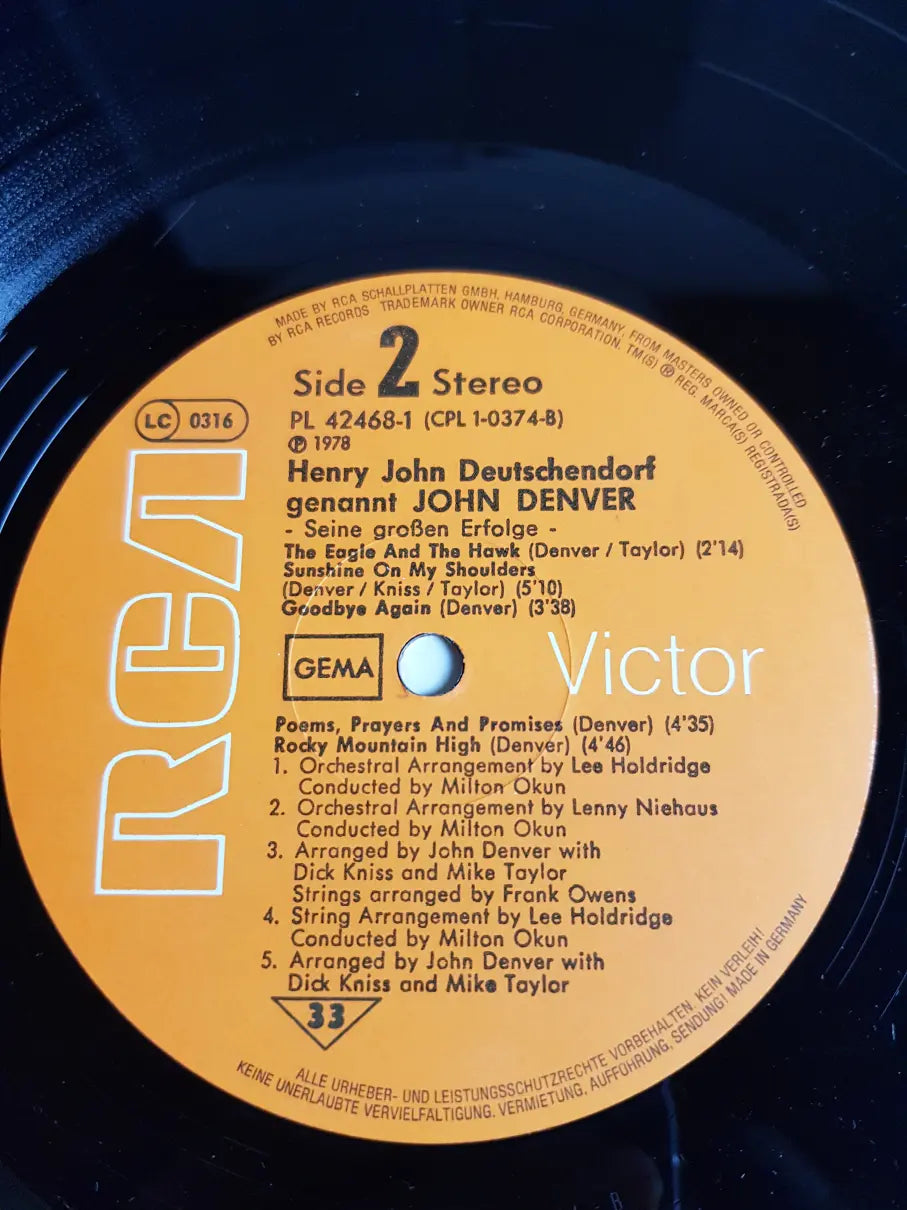 MADE BY RCA SCHALLPLATTEN GMBH, HAMBURG, GERMANY, FROM MASTERS OWNED OR CONTROLLED
BY RCA RECORDS TRADEMARK OWNER RCA CORPORATION. TM(S) ® REG. MARCA(S) REGISTRADA(S)
Side 2 Stereo
LC 0316
PL 42468-1 (CPL 1-0374-B)
℗ 1978
Henry John Deutschendorf
genannt JOHN DENVER
- Seine großen Erfolge -
The Eagle And The Hawk (Denver / Taylor) (2'14)
Sunshine On My Shoulders
(Denver / Kniss / Taylor) (5'10)
Goodbye Again (Denver) (3'38)
RCA
GEMA
Victor
Poems, Prayers And Promises (Denver) (4'35)
Rocky Mountain High (Denver) (4'46)
1. Orchestral Arrangement by Lee Holdridge
Conducted by Milton Okun
2. Orchestral Arrangement by Lenny Niehaus
Conducted by Milton Okun
3. Arranged by John Denver with
Dick Kniss and Mike Taylor
Strings arranged by Frank Owens
4. String Arrangement by Lee Holdridge
Conducted by Milton Okun
5. Arranged by John Denver with
Dick Kniss and Mike Taylor
33
ALLE URHEBER- UND LEISTUNGSSCHUTZRECHTE VORBEHALTEN. KEIN VERLEIH!
KEINE UNERLAUBTE VERVIELFÄLTIGUNG, VERMIETUNG, AUFFÜHRUNG, SENDUNG! MADE IN GERMANY